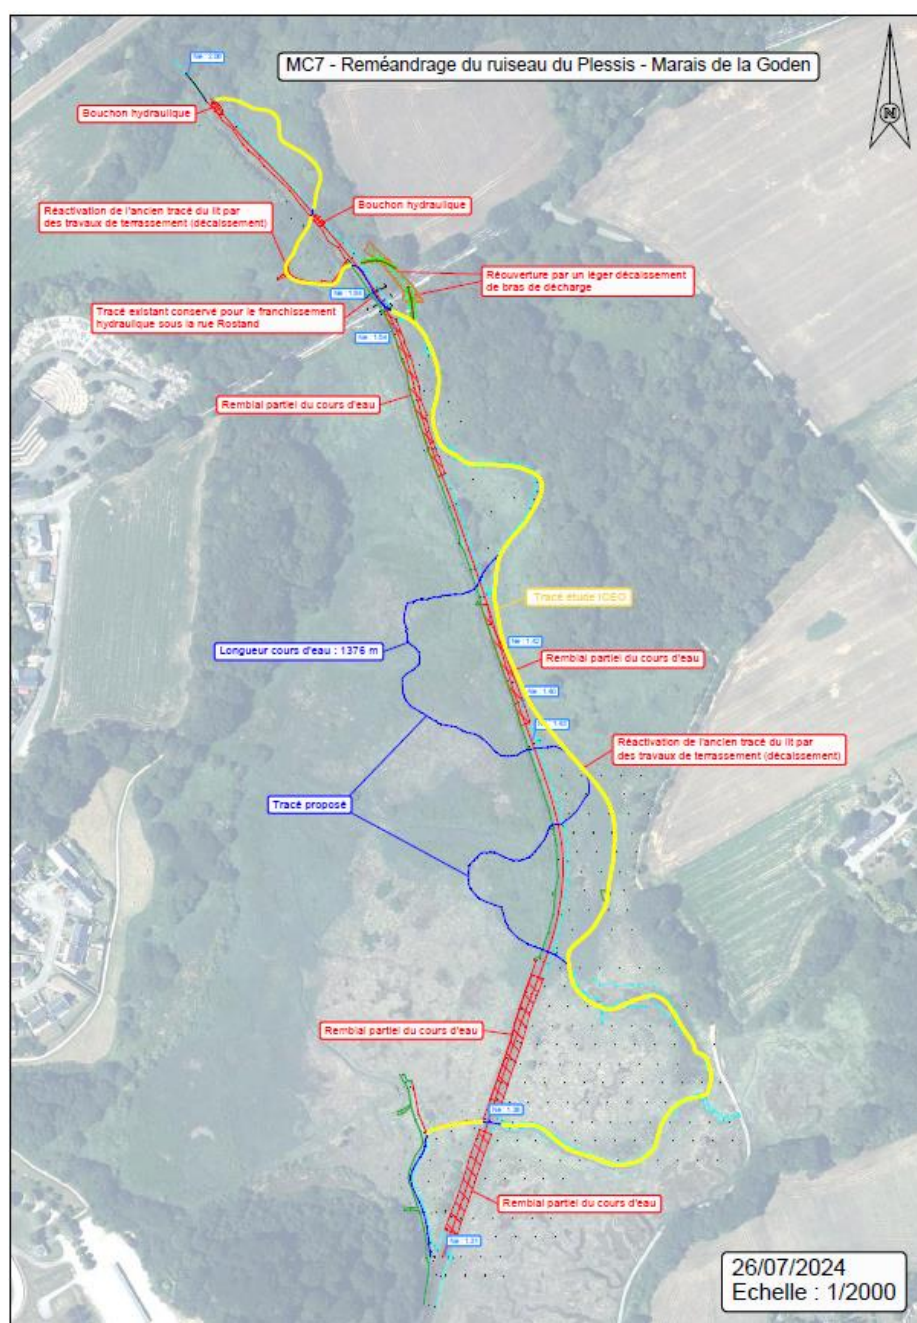 MC7 - Reméandrage du ruiseau du Plessis - Marais de la Goden
N
Bouchon hydraulique
Bouchon hydraulique
Réactivation de l'ancien tracé du lit par
des travaux de terrassement (décaissement)
Réouverture par un léger décaissement
de bras de décharge
Tracé existant conservé pour le franchissement
hydraulique sous la rue Rostand
Remblai partiel du cours d'eau
Tracé étude ICEO
Longueur cours d'eau : 1376 m
Remblai partiel du cours d'eau
Réactivation de l'ancien tracé du lit par
des travaux de terrassement (décaissement)
Tracé proposé
Remblai partiel du cours d'eau
Remblai partiel du cours d'eau
26/07/2024
Echelle : 1/2000